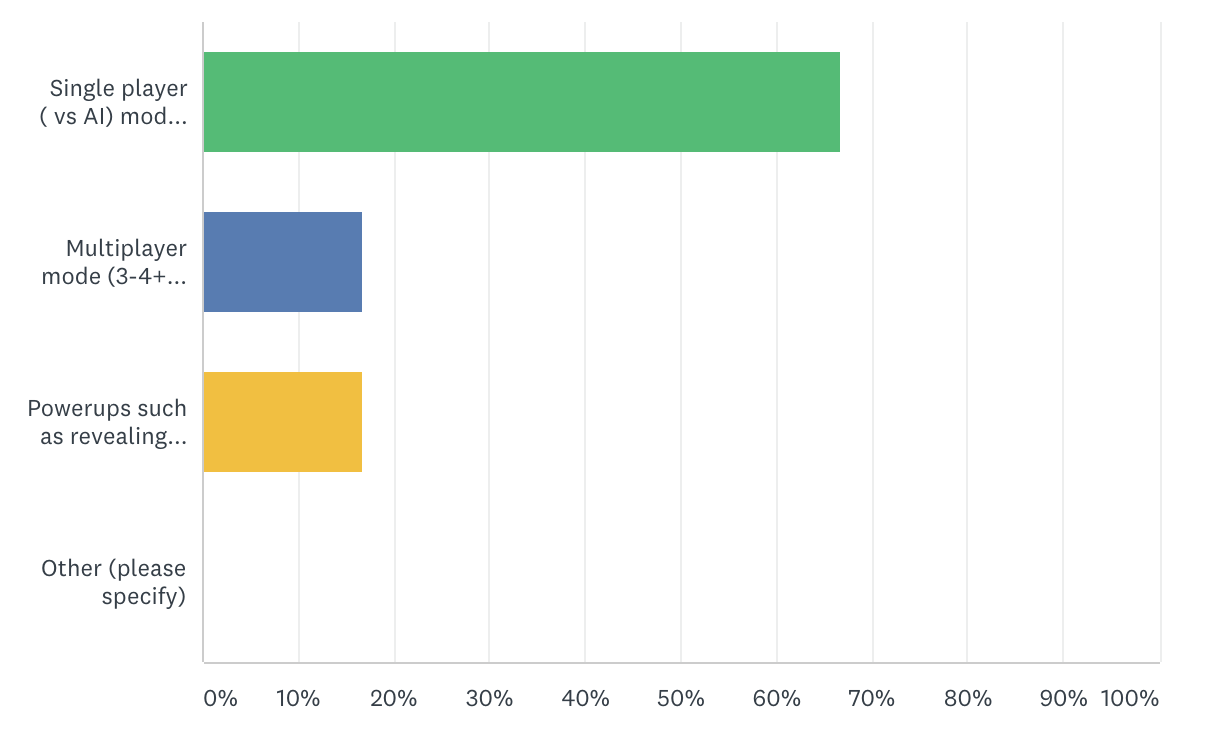 Single player
( vs AI) mod...
Multiplayer
mode (3-4+...
Powerups such
as revealing...
Other (please
specify)
0% 10% 20% 30% 40% 50% 60% 70% 80% 90% 100%